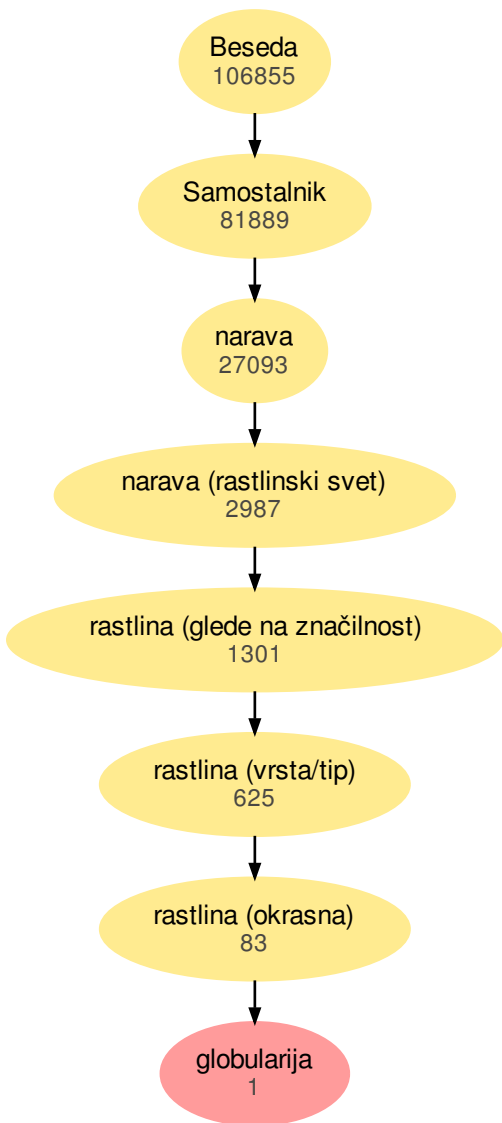 Beseda
106855
Samostalnik
81889
narava
27093
narava (rastlinski svet)
2987
rastlina (glede na značilnost)
1301
rastlina (vrsta/tip)
625
rastlina (okrasna)
83
globularija
1